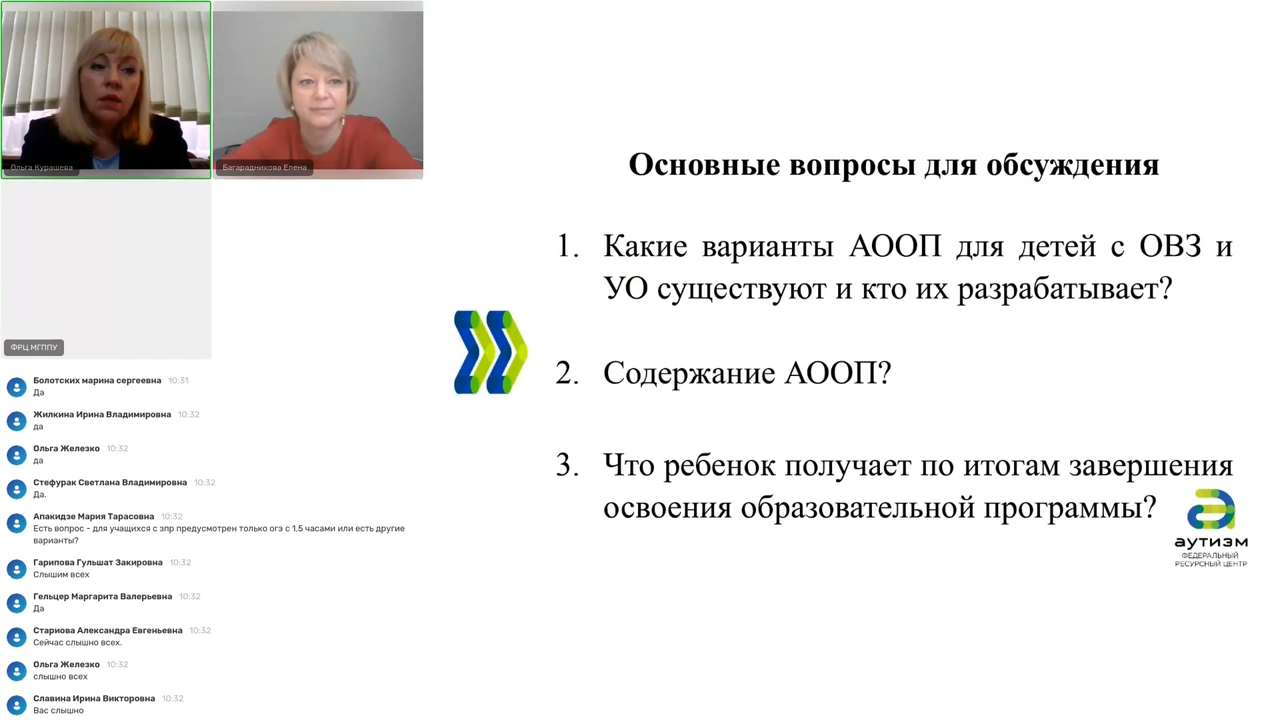 Ольга Курашева
Багарадникова Елена
ФРЦ МГППУ
Болотских марина сергеевна 10:31
Да
Жилкина Ирина Владимировна 10:32
да
Ольга Железко 10:32
да
Стефурак Светлана Владимировна 10:32
Да.
Апакидзе Мария Тарасовна 10:32
Есть вопрос - для учащихся с зпр предусмотрен только огэ с 1,5 часами или есть другие
варианты?
Гарипова Гульшат Закировна 10:32
Слышим всех
Гельцер Маргарита Валерьевна 10:32
Да
Стариова Александра Евгеньевна 10:32
Сейчас слышно всех.
Ольга Железко 10:32
слышно всех
Славина Ирина Викторовна 10:32
Вас слышно
Основные вопросы для обсуждения
1. Какие варианты АООП для детей с ОВЗ и
УО существуют и кто их разрабатывает?
2. Содержание АООП?
3. Что ребенок получает по итогам завершения
освоения образовательной программы?
аутизм
ФЕДЕРАЛЬНЫЙ
РЕСУРСНЫЙ ЦЕНТР